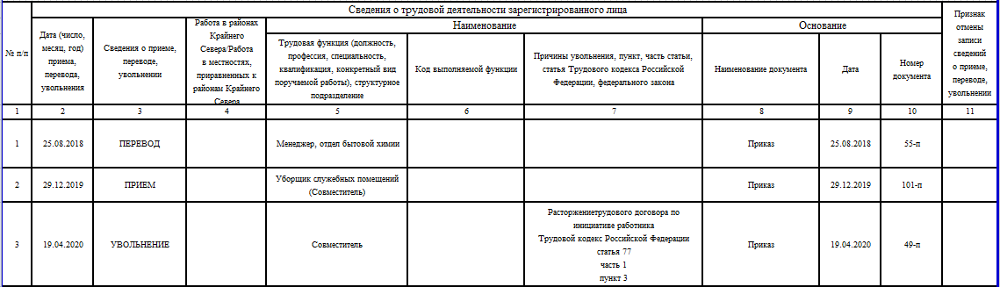 Сведения о трудовой деятельности зарегистрированного лица
№ п/п
Дата (число,
месяц, год)
приема,
перевода,
увольнения
Сведения о приеме,
переводе,
увольнении
Работа в районах
Крайнего
Севера/Работа
в местностях,
приравненных к
районам Крайнего
Севера
Наименование
Трудовая функция (должность,
профессия, специальность,
квалификация, конкретный вид
поручаемой работы), структурное
подразделение
Код выполняемой функции
Причины увольнения, пункт, часть статьи,
статья Трудового кодекса Российской
Федерации, федерального закона
Основание
Наименование документа
Дата
Номер
документа
Признак
отмены
записи
сведений
о приеме,
переводе,
увольнении
1 2 3 4 5 6 7 8 9 10 11
1 25.08.2018 ПЕРЕВОД Менеджер, отдел бытовой химии Приказ 25.08.2018 55-п
2 29.12.2019 ПРИЕМ Уборщик служебных помещений
(Совместитель) Приказ 29.12.2019 101-п
3 19.04.2020 УВОЛЬНЕНИЕ Совместитель
Расторжениетрудового договора по
инициативе работника
Трудовой кодекс Российской Федерации
статья 77
часть 1
пункт 3
Приказ 19.04.2020 49-п